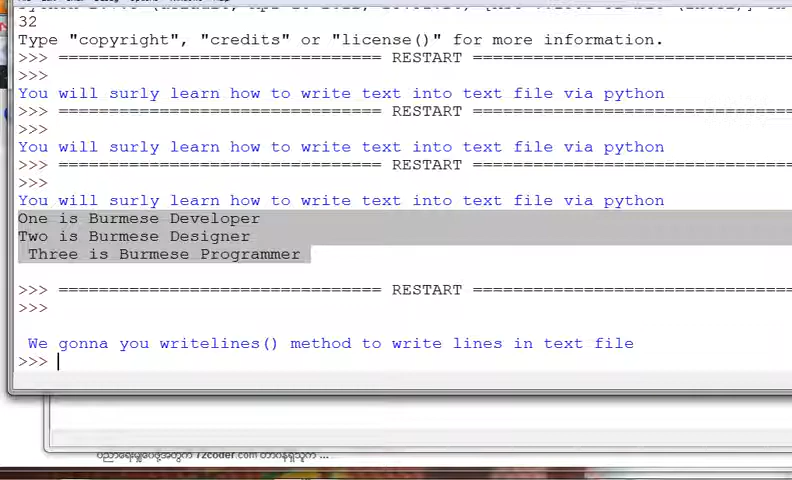 32
Type "copyright", "credits" or "license()" for more information.
>>> ================================ RESTART ================================
>>>
You will surly learn how to write text into text file via python
>>> ================================ RESTART ================================
>>>
You will surly learn how to write text into text file via python
>>> ================================ RESTART ================================
>>>
You will surly learn how to write text into text file via python
One is Burmese Developer
Two is Burmese Designer
Three is Burmese Programmer
>>> ================================ RESTART ================================
>>>
We gonna you writelines() method to write lines in text file
>>>
72coder.com